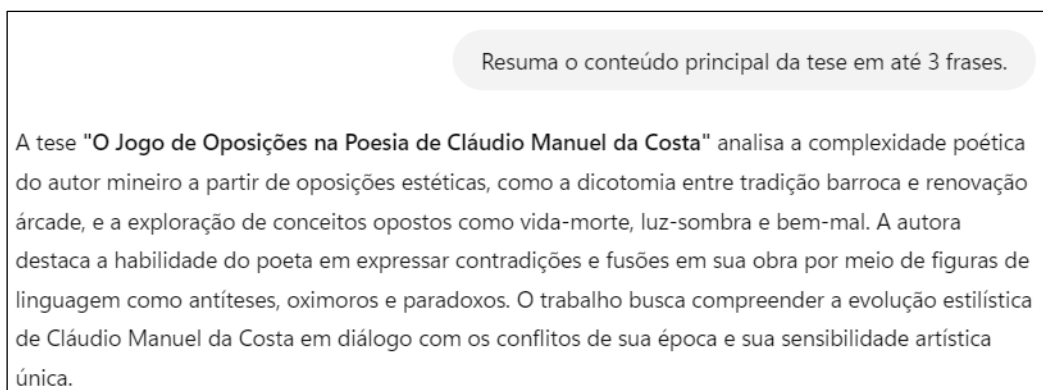 Resuma o conteúdo principal da tese em até 3 frases.
A tese "O Jogo de Oposições na Poesia de Cláudio Manuel da Costa" analisa a complexidade poética
do autor mineiro a partir de oposições estéticas, como a dicotomia entre tradição barroca e renovação
árcade, e a exploração de conceitos opostos como vida-morte, luz-sombra e bem-mal. A autora
destaca a habilidade do poeta em expressar contradições e fusões em sua obra por meio de figuras de
linguagem como antíteses, oximoros e paradoxos. O trabalho busca compreender a evolução estilística
de Cláudio Manuel da Costa em diálogo com os conflitos de sua época e sua sensibilidade artística
única.